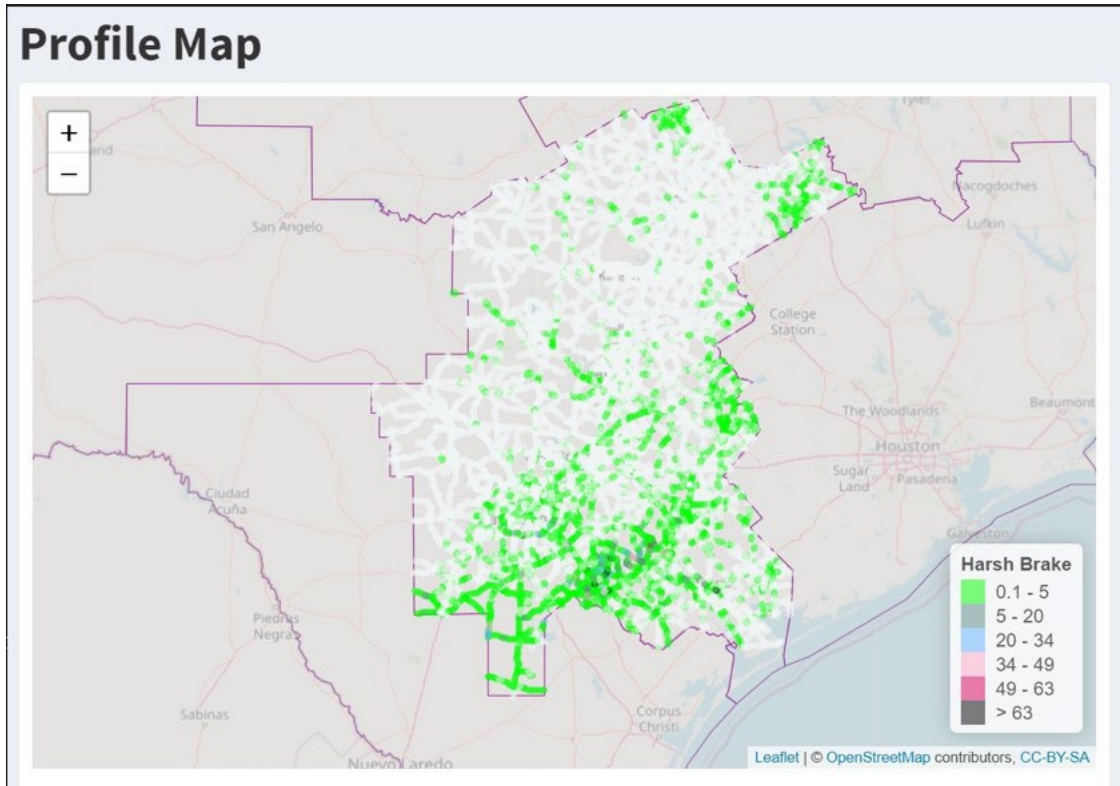 Profile Map
+
−
Tyler
and
Nacogdoches
San Angelo
Lufkin
College
Station
The Woodlands
Beaumont
Houston
Sugar
Land
Pasadena
Ciudad
Acuña
Galveston
Piedras
Negras
Sabinas
Corpus
Christi
Nuevo Laredo
Harsh Brake
0.1 - 5
5 - 20
20 - 34
34 - 49
49 - 63
> 63
Leaflet | © OpenStreetMap contributors, CC-BY-SA